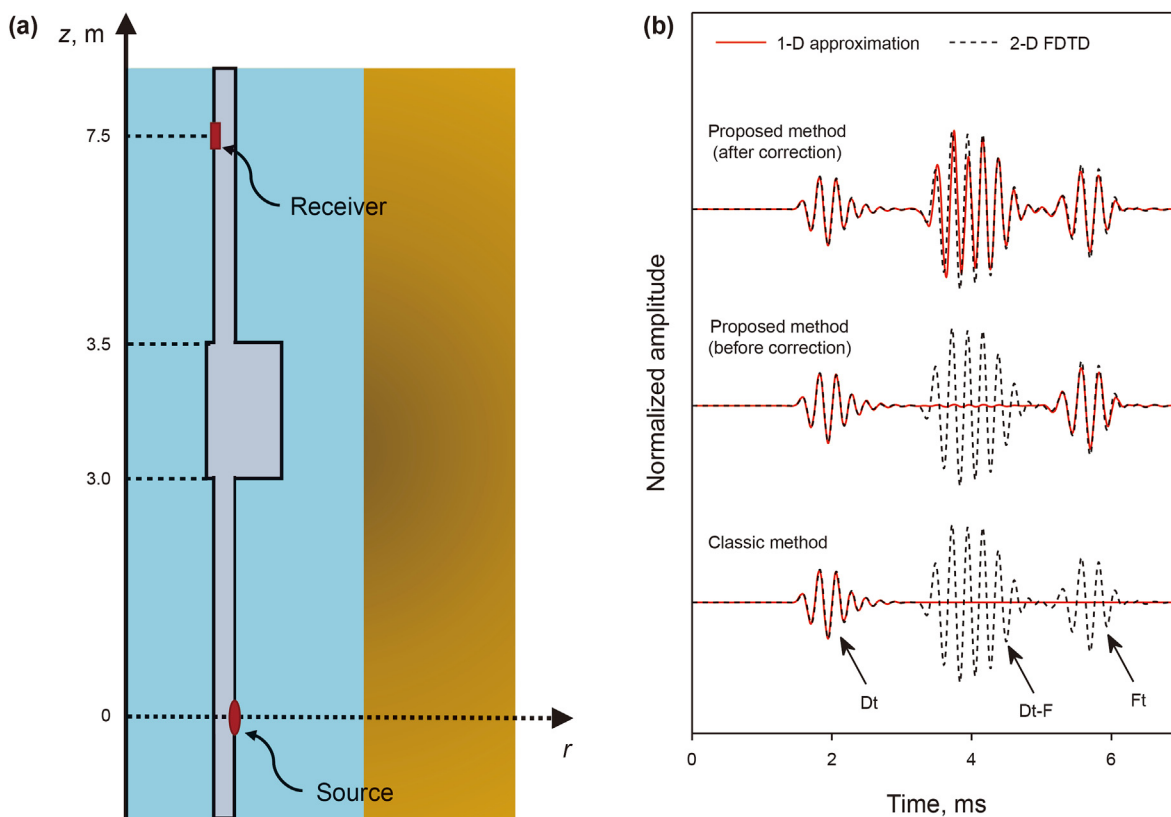 (a)
z, m
7.5
Receiver
3.5
3.0
0
r
Source
(b)
1-D approximation
2-D FDTD
Proposed method
(after correction)
Proposed method
(before correction)
Classic method
Dt
Dt-F
Ft
Normalized amplitude
0
2
4
6
Time, ms